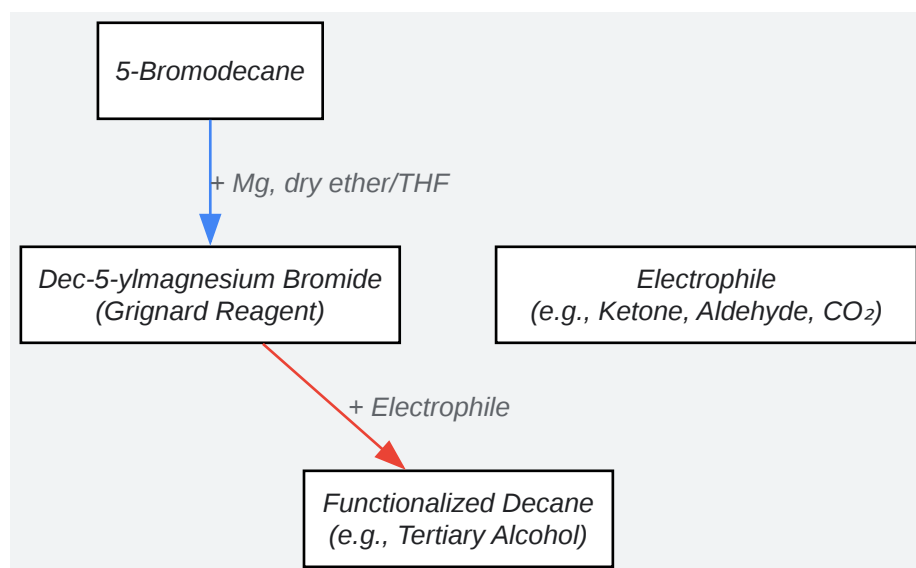 5-Bromodecane
+ Mg, dry ether/THF
Dec-5-ylmagnesium Bromide
(Grignard Reagent)
Electrophile
(e.g., Ketone, Aldehyde, CO₂)
+ Electrophile
Functionalized Decane
(e.g., Tertiary Alcohol)